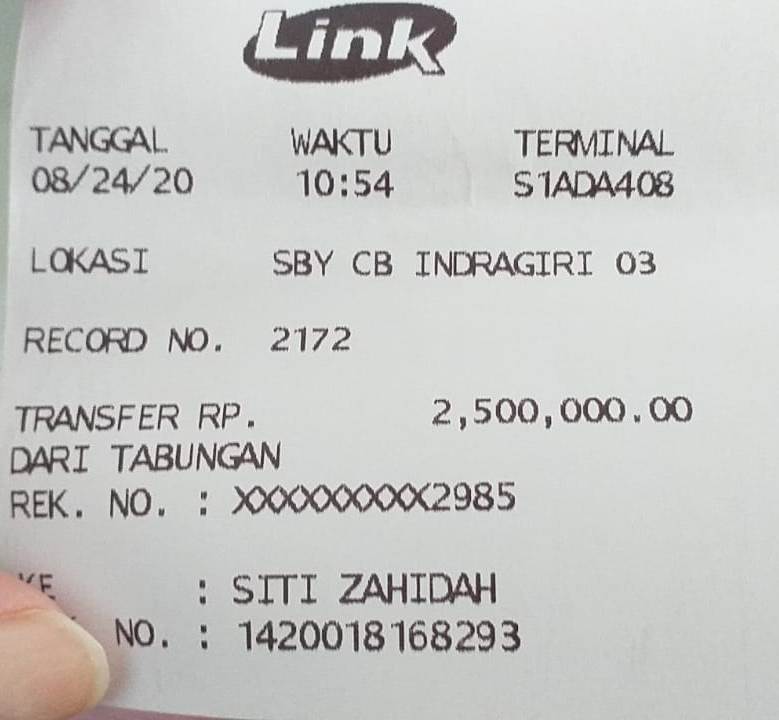 Link
TANGGAL WAKTU TERMINAL
08/24/20 10:54 S1ADA408
LOKASI SBY CB INDRAGIRI 03
RECORD NO. 2172
TRANSFER RP. 2,500,000.00
DARI TABUNGAN
REK. NO. : XXXXXXXXX2985
KE : SITI ZAHIDAH
NO. : 1420018168293